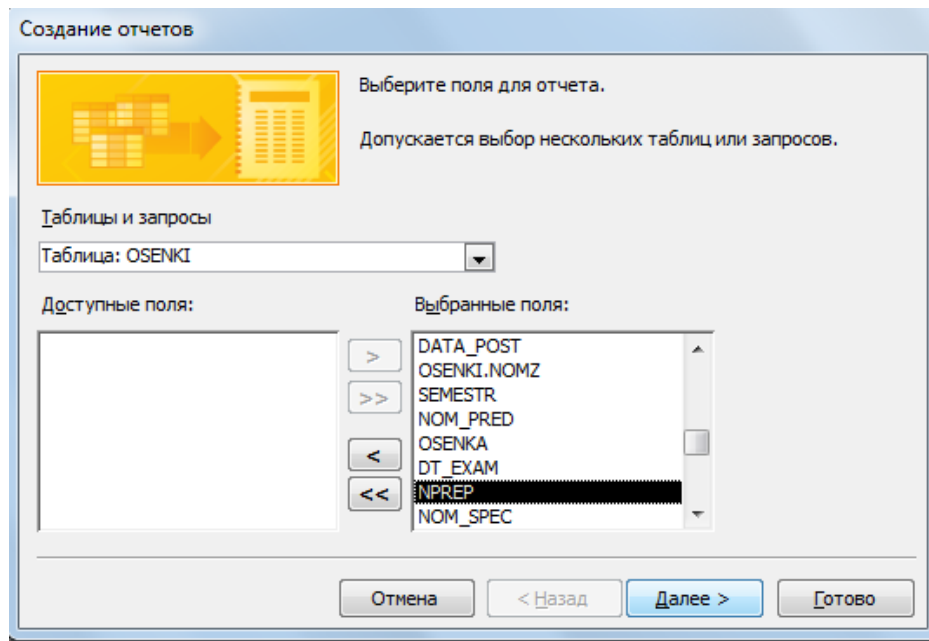 Создание отчетов
Выберите поля для отчета.
Допускается выбор нескольких таблиц или запросов.
Таблицы и запросы
Таблица: OSENKI
Доступные поля:
Выбранные поля:
>
>>
<
<<
DATA_POST
OSENKI.NOMZ
SEMESTR
NOM_PRED
OSENKA
DT_EXAM
NPREP
NOM_SPEC
Отмена
< Назад
Далее >
Готово